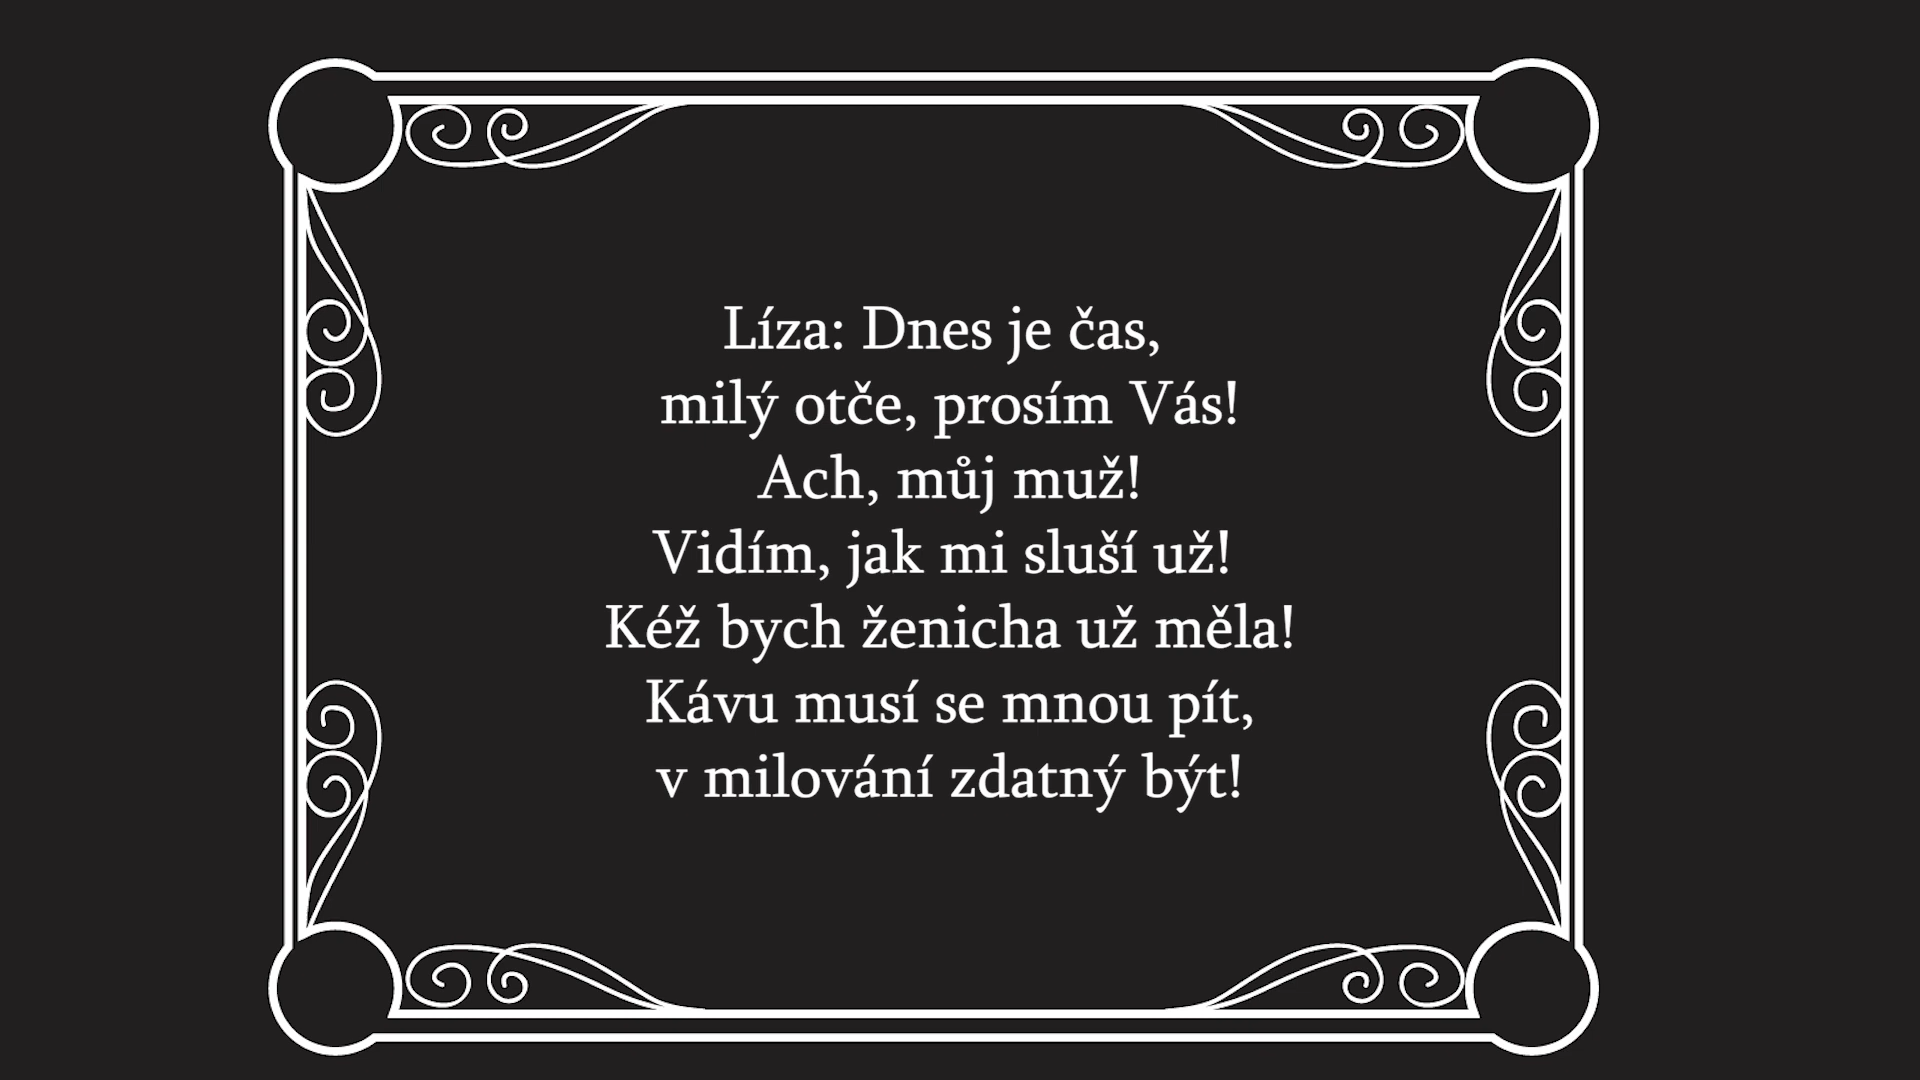 Líza: Dnes je čas,
milý otče, prosím Vás!
Ach, můj muž!
Vidím, jak mi sluší už!
Kéž bych ženicha už měla!
Kávu musí se mnou pít,
v milování zdatný být!